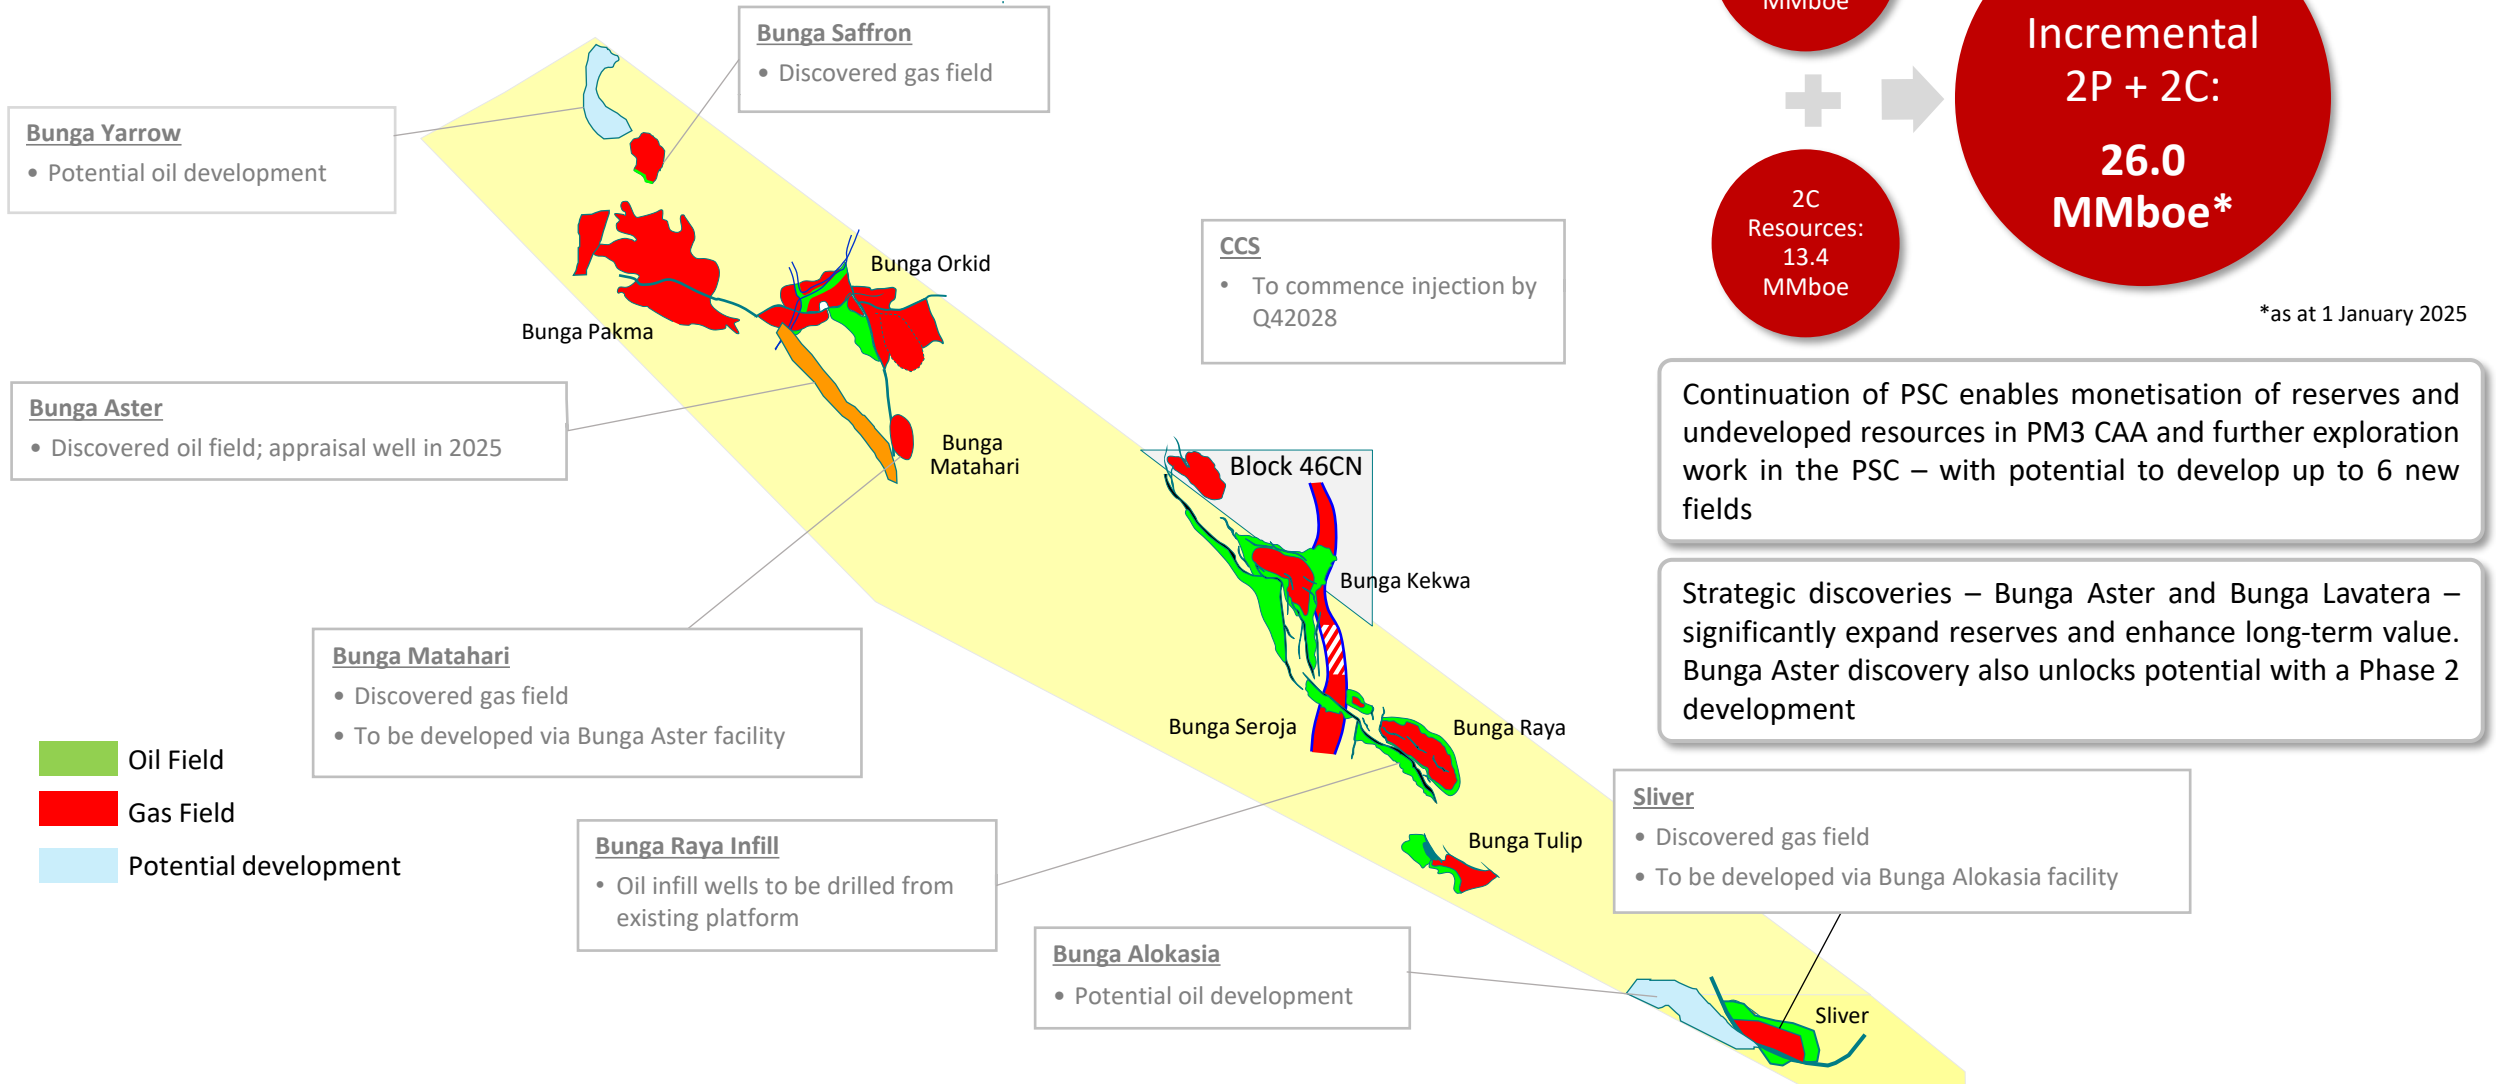 Bunga Saffron
• Discovered gas field
Bunga Yarrow
• Potential oil development
MMboe
Incremental
2P + 2C:
26.0
MMboe*
2C
Resources:
13.4
MMboe
*as at 1 January 2025
CCS
• To commence injection by
Q42028
Bunga Orkid
Bunga Pakma
Bunga Aster
• Discovered oil field; appraisal well in 2025
Bunga
Matahari
Block 46CN
Bunga Kekwa
Continuation of PSC enables monetisation of reserves and
undeveloped resources in PM3 CAA and further exploration
work in the PSC – with potential to develop up to 6 new
fields
Strategic discoveries – Bunga Aster and Bunga Lavatera –
significantly expand reserves and enhance long-term value.
Bunga Aster discovery also unlocks potential with a Phase 2
development
Bunga Matahari
• Discovered gas field
• To be developed via Bunga Aster facility
Bunga Seroja
Bunga Raya
Oil Field
Gas Field
Potential development
Bunga Raya Infill
• Oil infill wells to be drilled from
existing platform
Bunga Tulip
Sliver
• Discovered gas field
• To be developed via Bunga Alokasia facility
Bunga Alokasia
• Potential oil development
Sliver